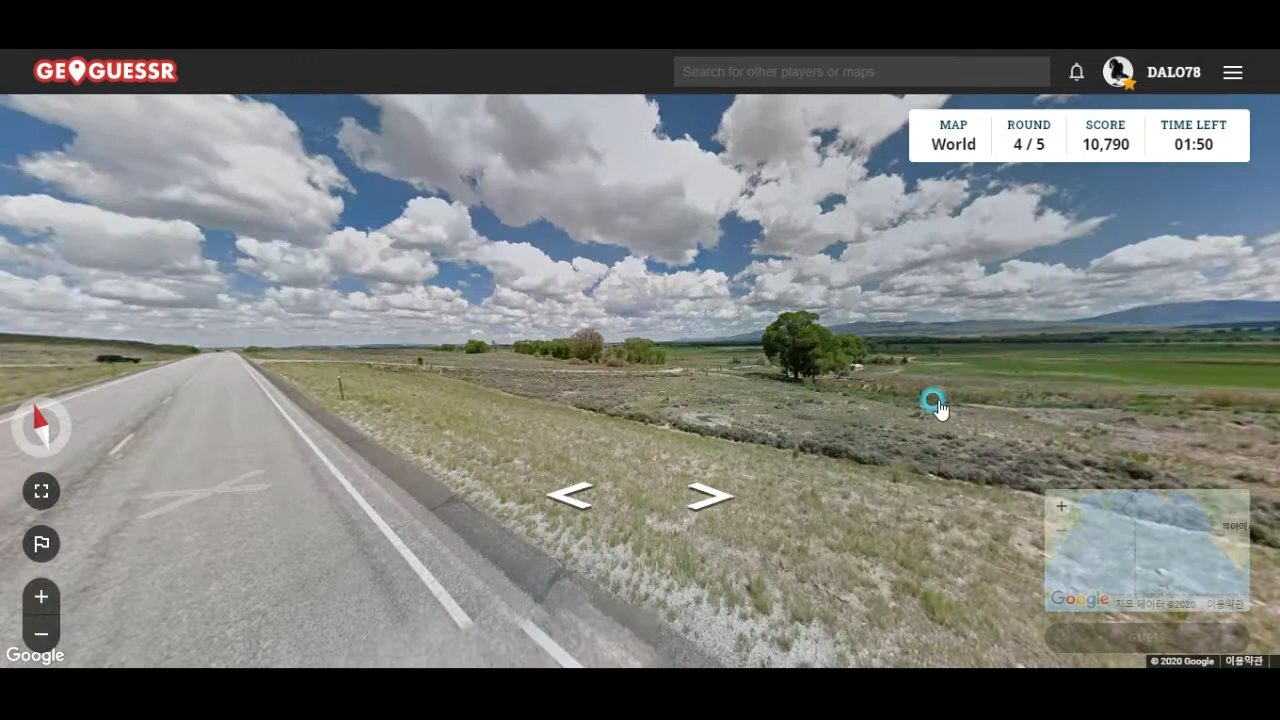 GEOGUESSR
Search for other players or maps
DALO78
MAP
World
ROUND
4 / 5
SCORE
10,790
TIME LEFT
01:50
+
−
Google
+
Google
지도 데이터 ©2020 이용약관
GUESS
© 2020 Google 이용약관